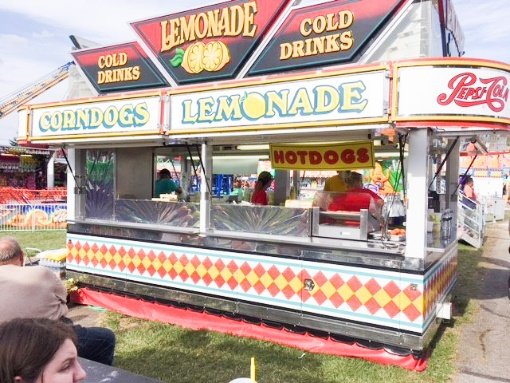 LEMONADE
COLD
DRINKS
COLD
DRINKS
CORNDOGS
LEMONADE
PEPSI=COLA
HOTDOGS